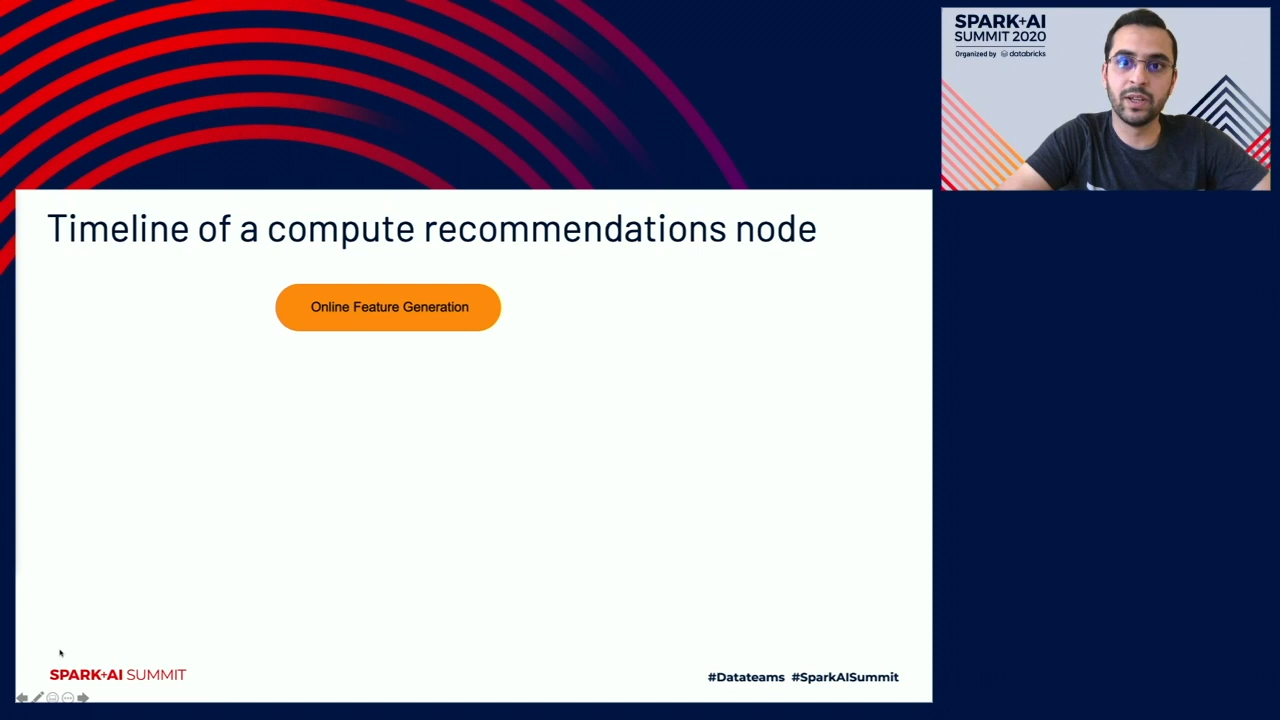 SPARK+AI
SUMMIT 2020
Organized by databricks
Timeline of a compute recommendations node
Online Feature Generation
SPARK+AI SUMMIT
#Datateams #SparkAISummit